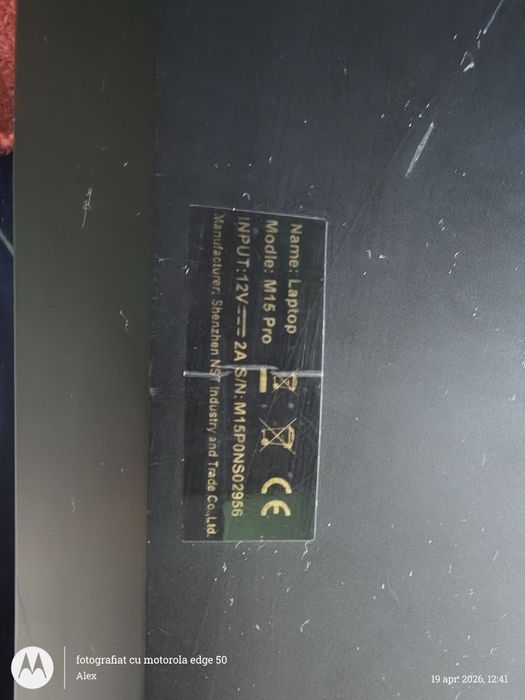 Name: Laptop
Modle: M15 Pro
INPUT:12V 2A S/N: M15P0NS02956
Manufacturer: Shenzhen NST Industry and Trade Co.,Ltd.
CE
fotografiat cu motorola edge 50
Alex
19 apr. 2026, 12:41